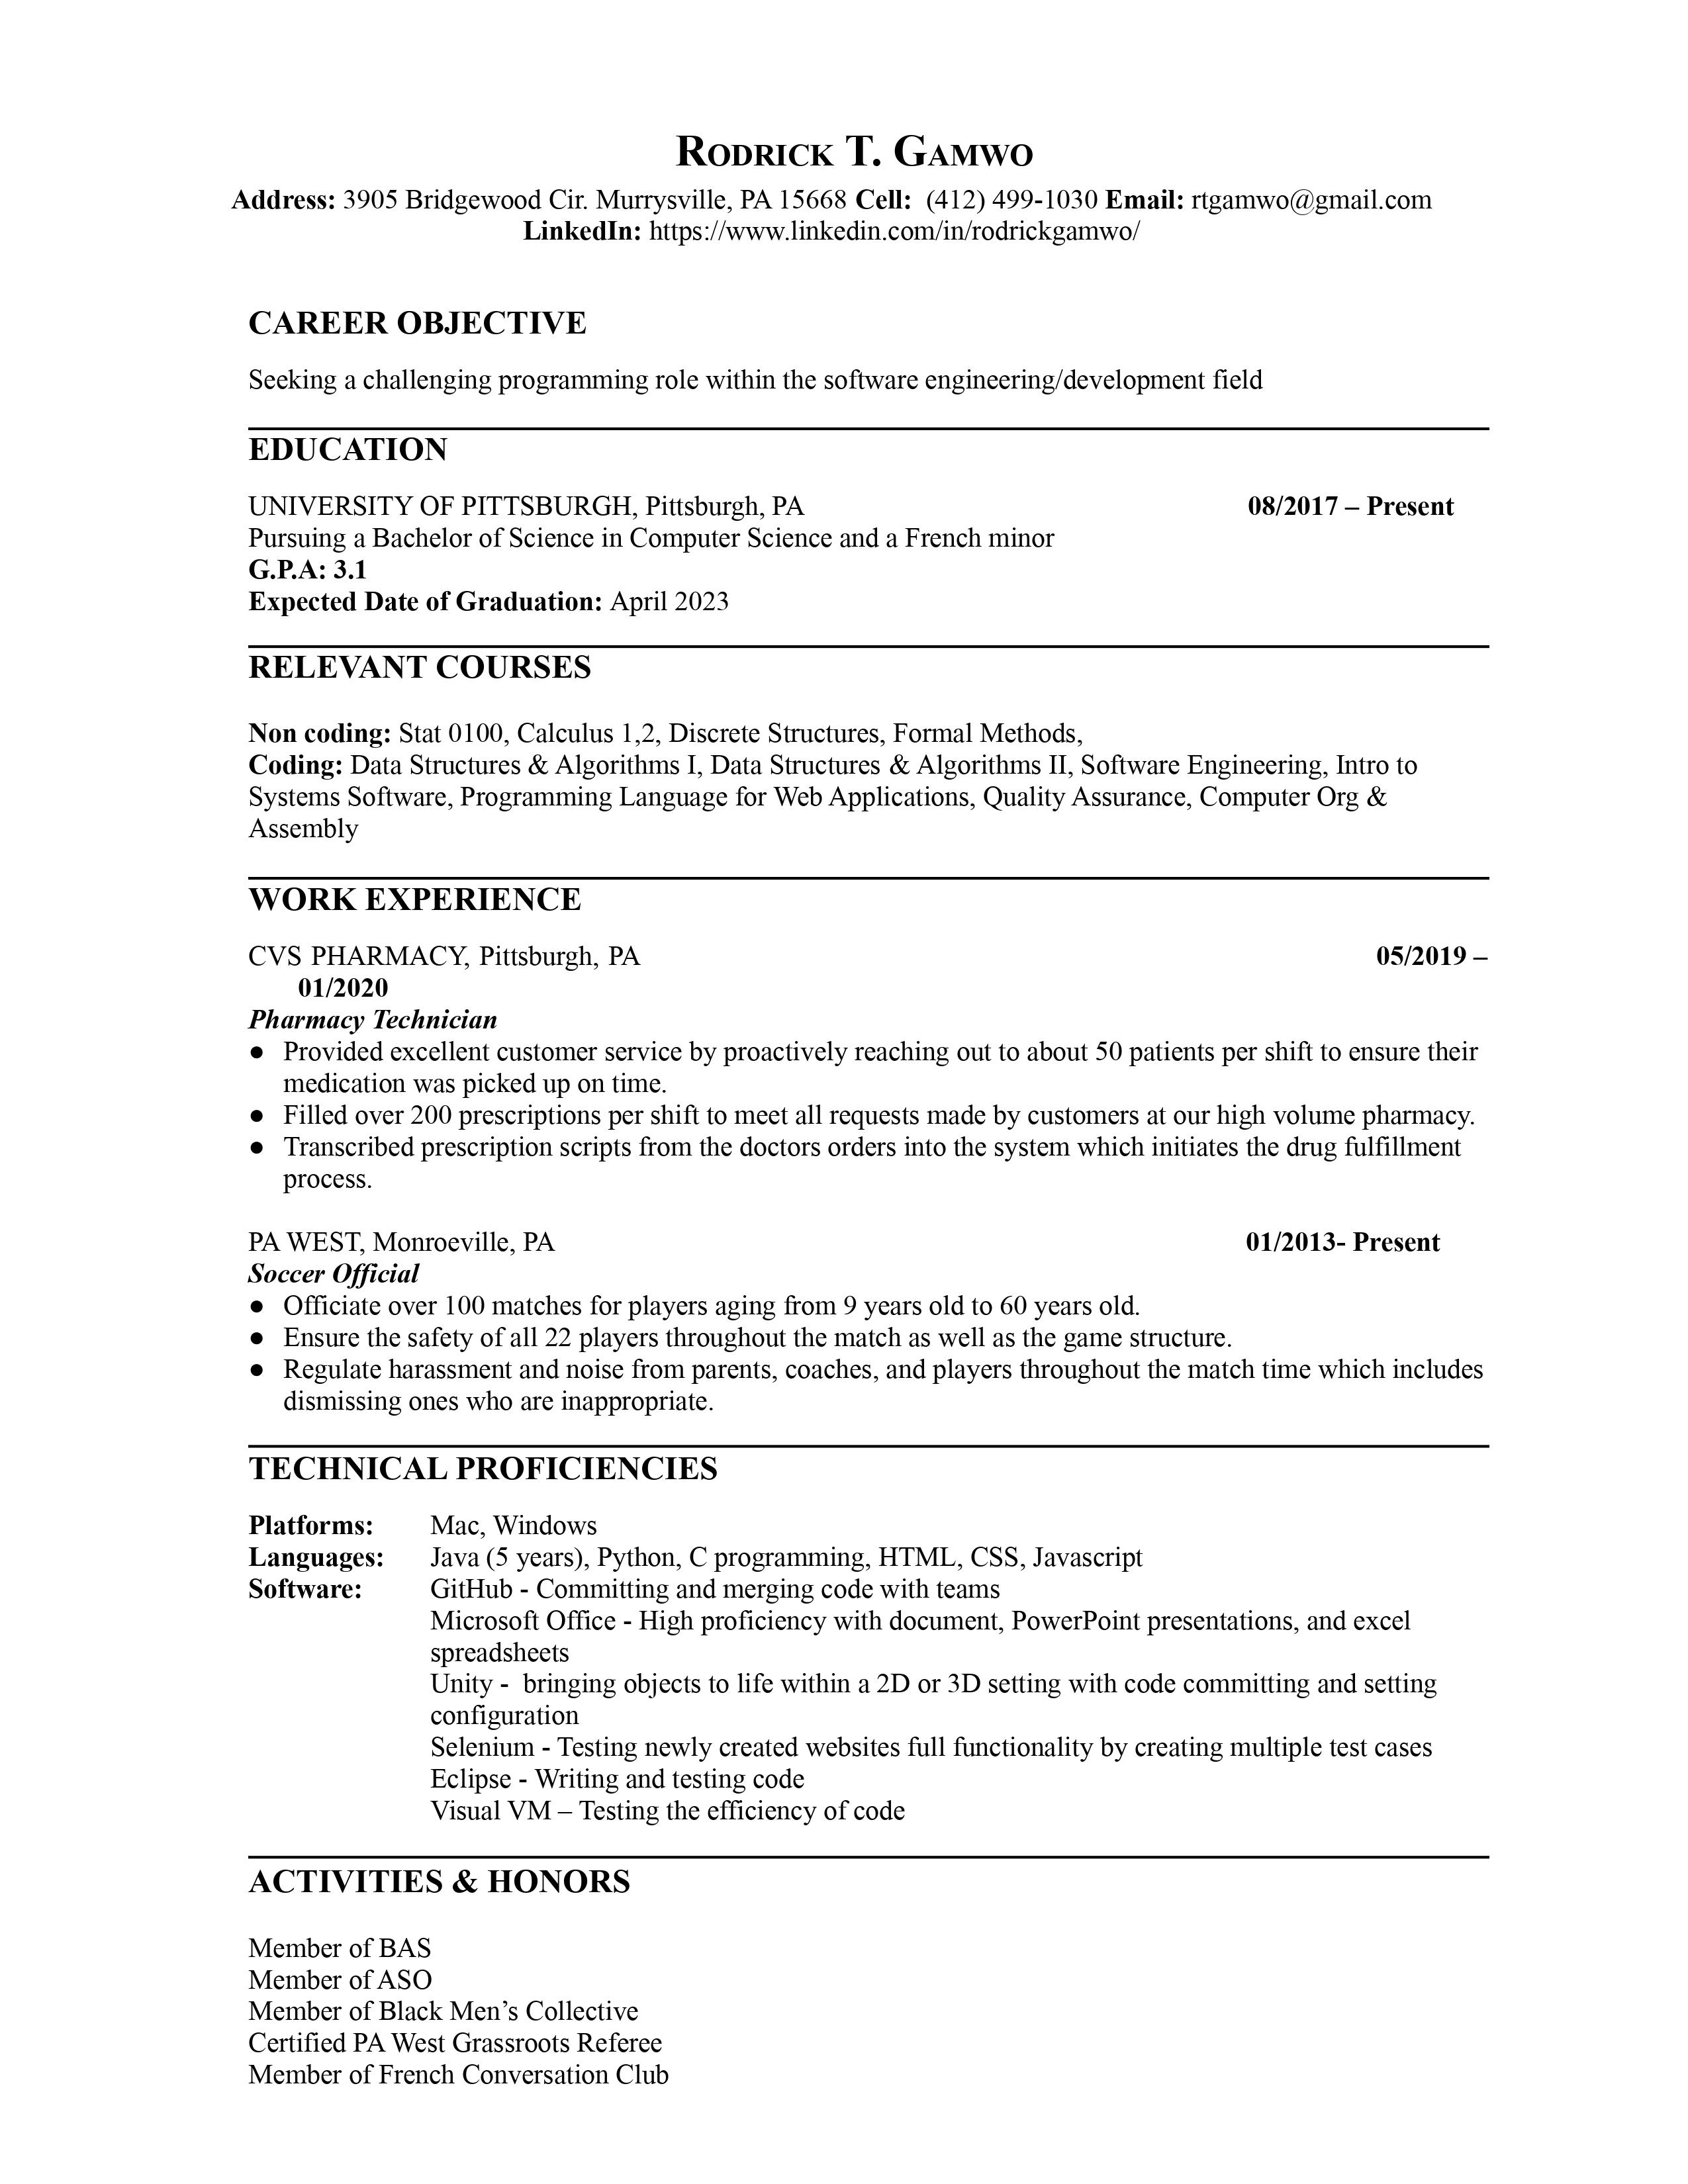 RODRICK T. GAMWO
Address: 3905 Bridgewood Cir. Murrysville, PA 15668 Cell:  (412) 499-1030 Email: rtgamwo@gmail.com
LinkedIn: https://www.linkedin.com/in/rodrickgamwo/
CAREER OBJECTIVE
Seeking a challenging programming role within the software engineering/development field
EDUCATION
UNIVERSITY OF PITTSBURGH, Pittsburgh, PA 08/2017 – Present
Pursuing a Bachelor of Science in Computer Science and a French minor
G.P.A: 3.1
Expected Date of Graduation: April 2023
RELEVANT COURSES
Non coding: Stat 0100, Calculus 1,2, Discrete Structures, Formal Methods,
Coding: Data Structures & Algorithms I, Data Structures & Algorithms II, Software Engineering, Intro to
Systems Software, Programming Language for Web Applications, Quality Assurance, Computer Org &
Assembly
WORK EXPERIENCE
CVS PHARMACY, Pittsburgh, PA 05/2019 –
01/2020
Pharmacy Technician
● Provided excellent customer service by proactively reaching out to about 50 patients per shift to ensure their
medication was picked up on time.
● Filled over 200 prescriptions per shift to meet all requests made by customers at our high volume pharmacy.
● Transcribed prescription scripts from the doctors orders into the system which initiates the drug fulfillment
process.
PA WEST, Monroeville, PA 01/2013- Present
Soccer Official
● Officiate over 100 matches for players aging from 9 years old to 60 years old.
● Ensure the safety of all 22 players throughout the match as well as the game structure.
● Regulate harassment and noise from parents, coaches, and players throughout the match time which includes
dismissing ones who are inappropriate.
TECHNICAL PROFICIENCIES
Platforms: Mac, Windows
Languages: Java (5 years), Python, C programming, HTML, CSS, Javascript
Software: GitHub - Committing and merging code with teams
Microsoft Office - High proficiency with document, PowerPoint presentations, and excel
spreadsheets
Unity -  bringing objects to life within a 2D or 3D setting with code committing and setting
configuration
Selenium - Testing newly created websites full functionality by creating multiple test cases
Eclipse - Writing and testing code
Visual VM – Testing the efficiency of code
ACTIVITIES & HONORS
Member of BAS
Member of ASO
Member of Black Men’s Collective
Certified PA West Grassroots Referee
Member of French Conversation Club